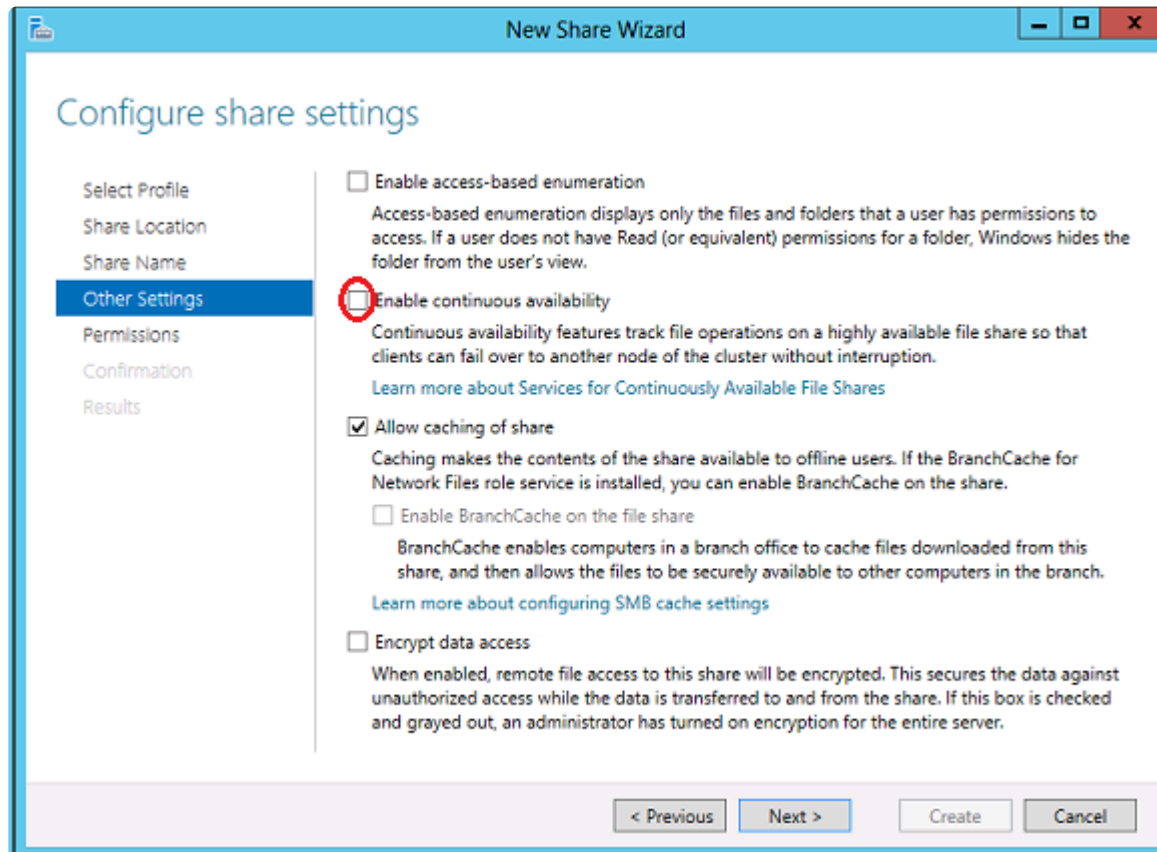 New Share Wizard
Configure share settings
Select Profile
Share Location
Share Name
Other Settings
Permissions
Confirmation
Results
Enable access-based enumeration
Access-based enumeration displays only the files and folders that a user has permissions to
access. If a user does not have Read (or equivalent) permissions for a folder, Windows hides the
folder from the user's view.
Enable continuous availability
Continuous availability features track file operations on a highly available file share so that
clients can fail over to another node of the cluster without interruption.
Learn more about Services for Continuously Available File Shares
Allow caching of share
Caching makes the contents of the share available to offline users. If the BranchCache for
Network Files role service is installed, you can enable BranchCache on the share.
Enable BranchCache on the file share
BranchCache enables computers in a branch office to cache files downloaded from this
share, and then allows the files to be securely available to other computers in the branch.
Learn more about configuring SMB cache settings
Encrypt data access
When enabled, remote file access to this share will be encrypted. This secures the data against
unauthorized access while the data is transferred to and from the share. If this box is checked
and grayed out, an administrator has turned on encryption for the entire server.
< Previous
Next >
Create
Cancel